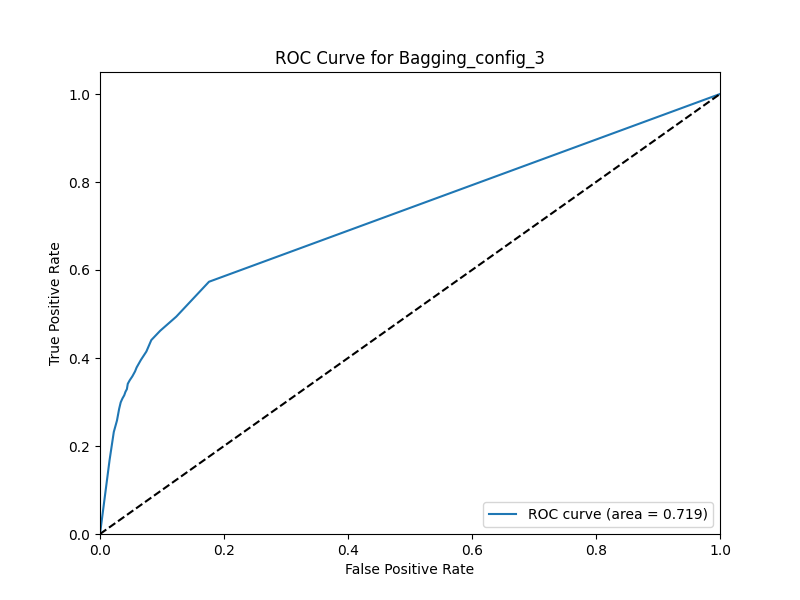 ROC Curve for Bagging_config_3
True Positive Rate
1.0
0.8
0.6
0.4
0.2
0.0
0.0 0.2 0.4 0.6 0.8 1.0
False Positive Rate
ROC curve (area = 0.719)